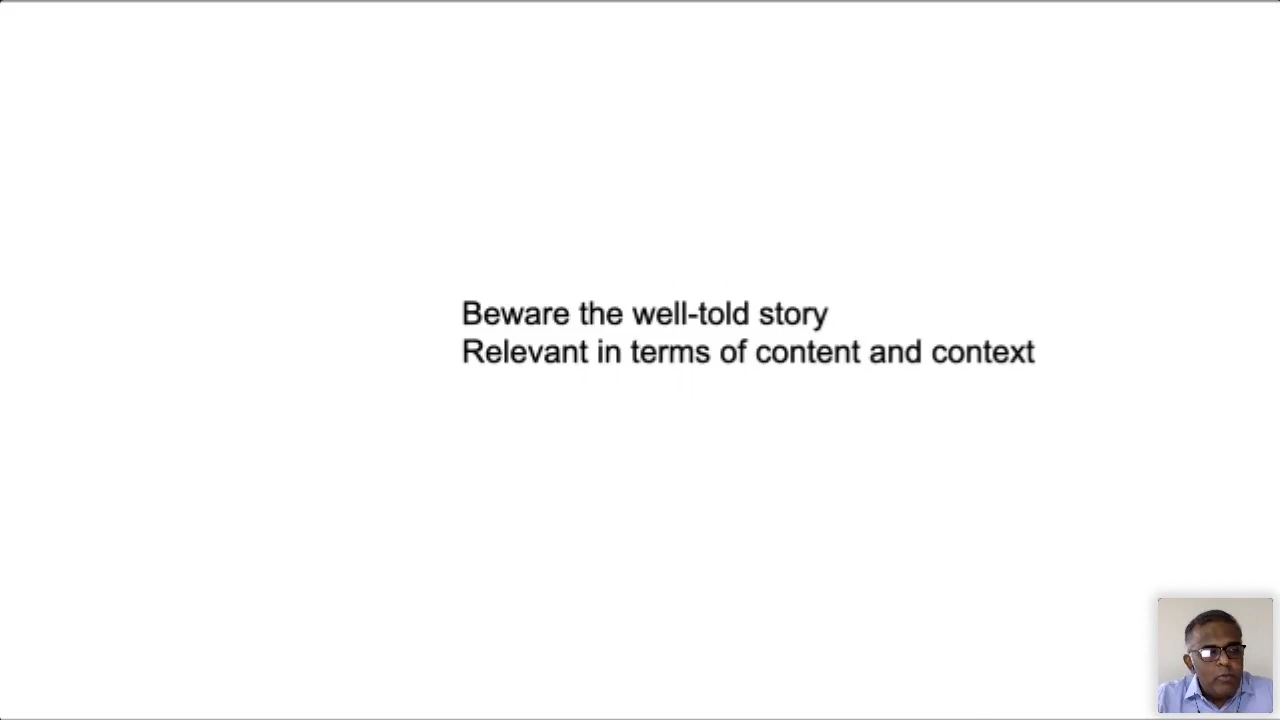 Beware the well-told story
Relevant in terms of content and context